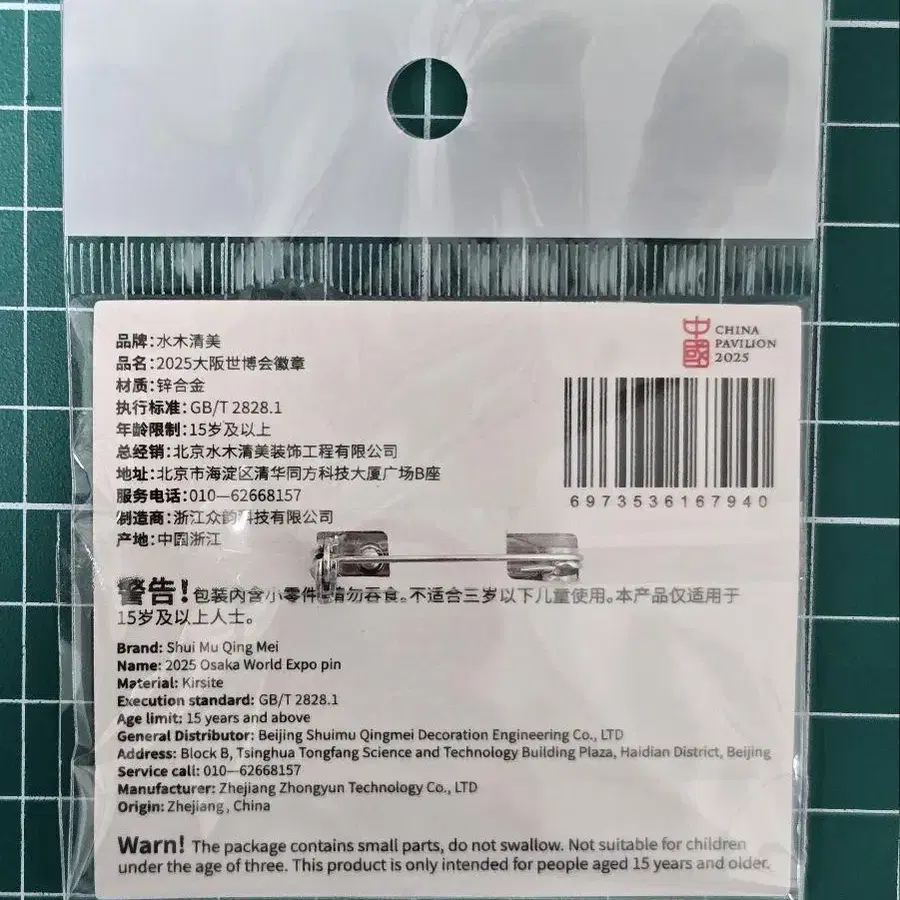 中國
CHINA
PAVILION
2025
品牌:水木清美
品名:2025大阪世博会徽章
材质:锌合金
执行标准:GB/T 2828.1
年龄限制:15岁及以上
总经销:北京水木清美装饰工程有限公司
地址:北京市海淀区清华同方科技大厦广场B座
服务电话:010—62668157
制造商:浙江众韵科技有限公司
产地:中国浙江
6973536167940
警告!包装内含小零件,请勿吞食。不适合三岁以下儿童使用。本产品仅适用于
15岁及以上人士。
Brand: Shui Mu Qing Mei
Name: 2025 Osaka World Expo pin
Material: Kirsite
Execution standard: GB/T 2828.1
Age limit: 15 years and above
General Distributor: Beijing Shuimu Qingmei Decoration Engineering Co., LTD
Address: Block B, Tsinghua Tongfang Science and Technology Building Plaza, Haidian District, Beijing
Service call: 010—62668157
Manufacturer: Zhejiang Zhongyun Technology Co., LTD
Origin: Zhejiang, China
Warn! The package contains small parts, do not swallow. Not suitable for children
under the age of three. This product is only intended for people aged 15 years and older.